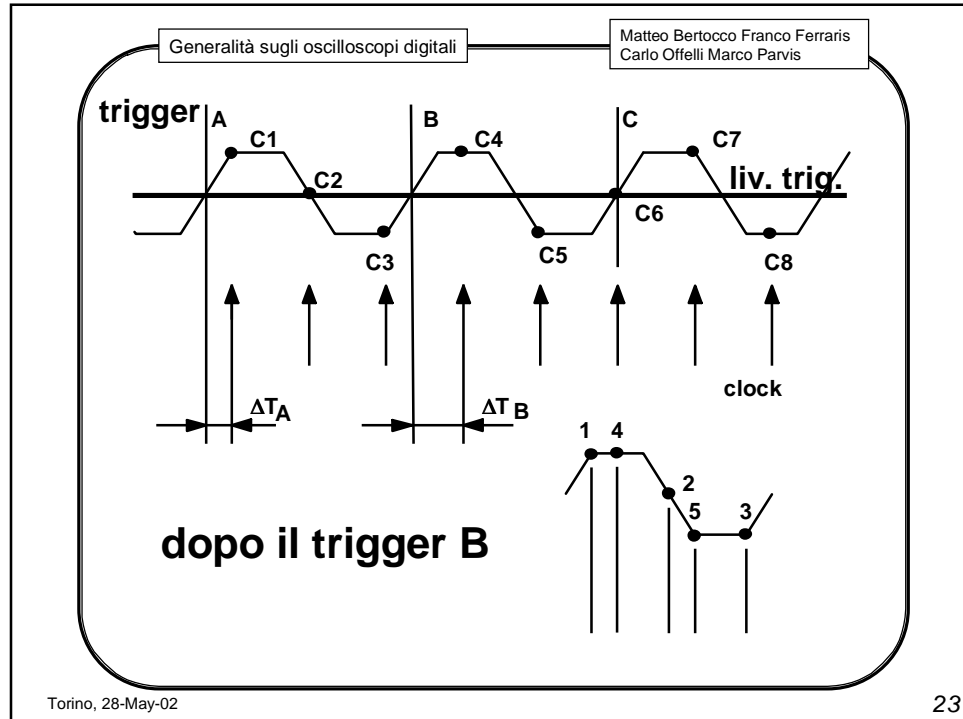 Generalità sugli oscilloscopi digitali
Matteo Bertocco Franco Ferraris
Carlo Offelli Marco Parvis
trigger
A
B
C
C1
C4
C7
C2
liv. trig.
C6
C3
C5
C8
clock
ΔTA
ΔTB
1 4
2
5 3
dopo il trigger B
Torino, 28-May-02
23